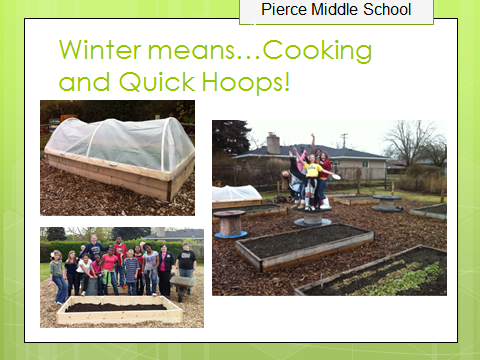 Pierce Middle School
Winter means…Cooking
and Quick Hoops!